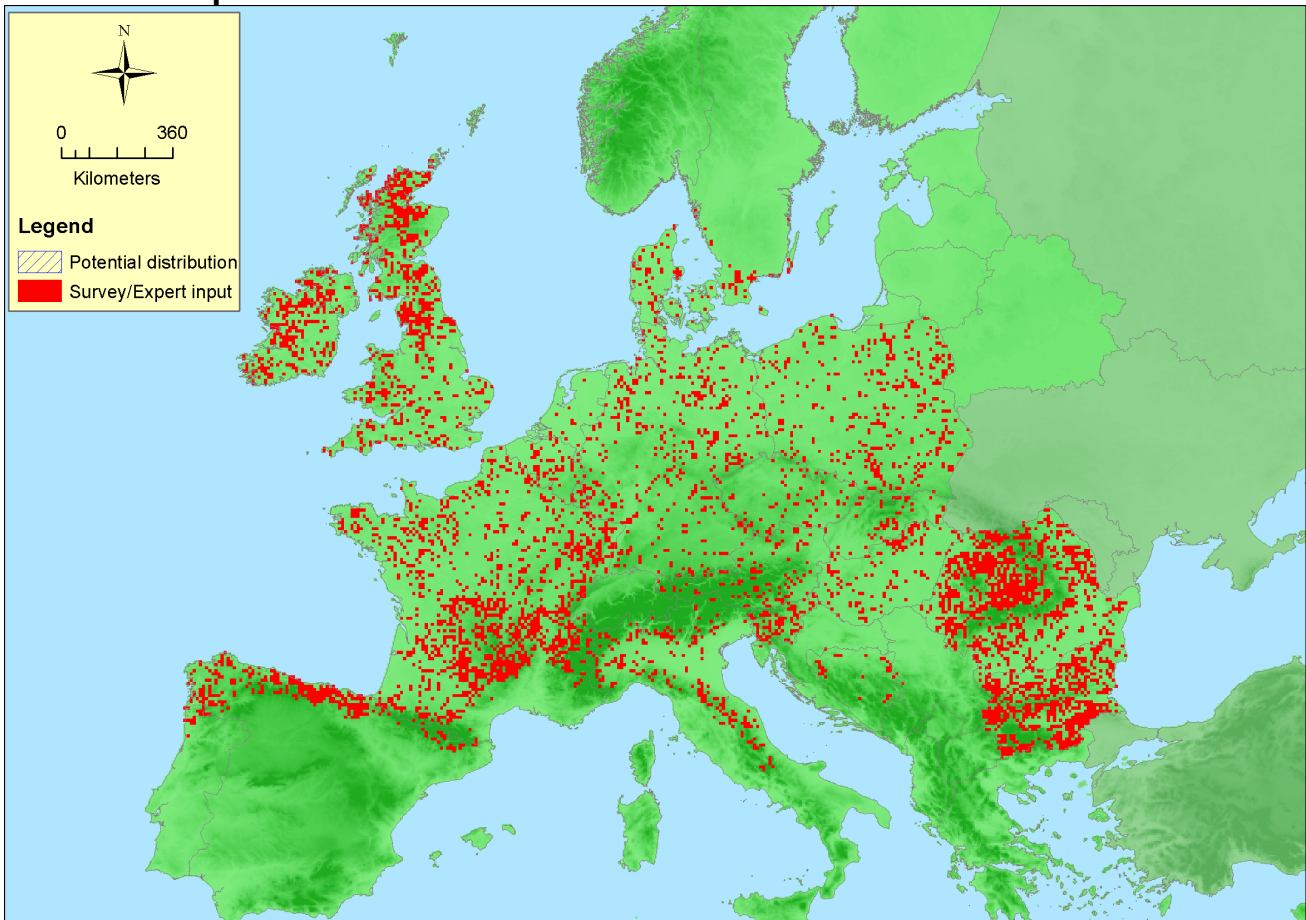 N
0 360
Kilometers
Legend
Potential distribution
Survey/Expert input